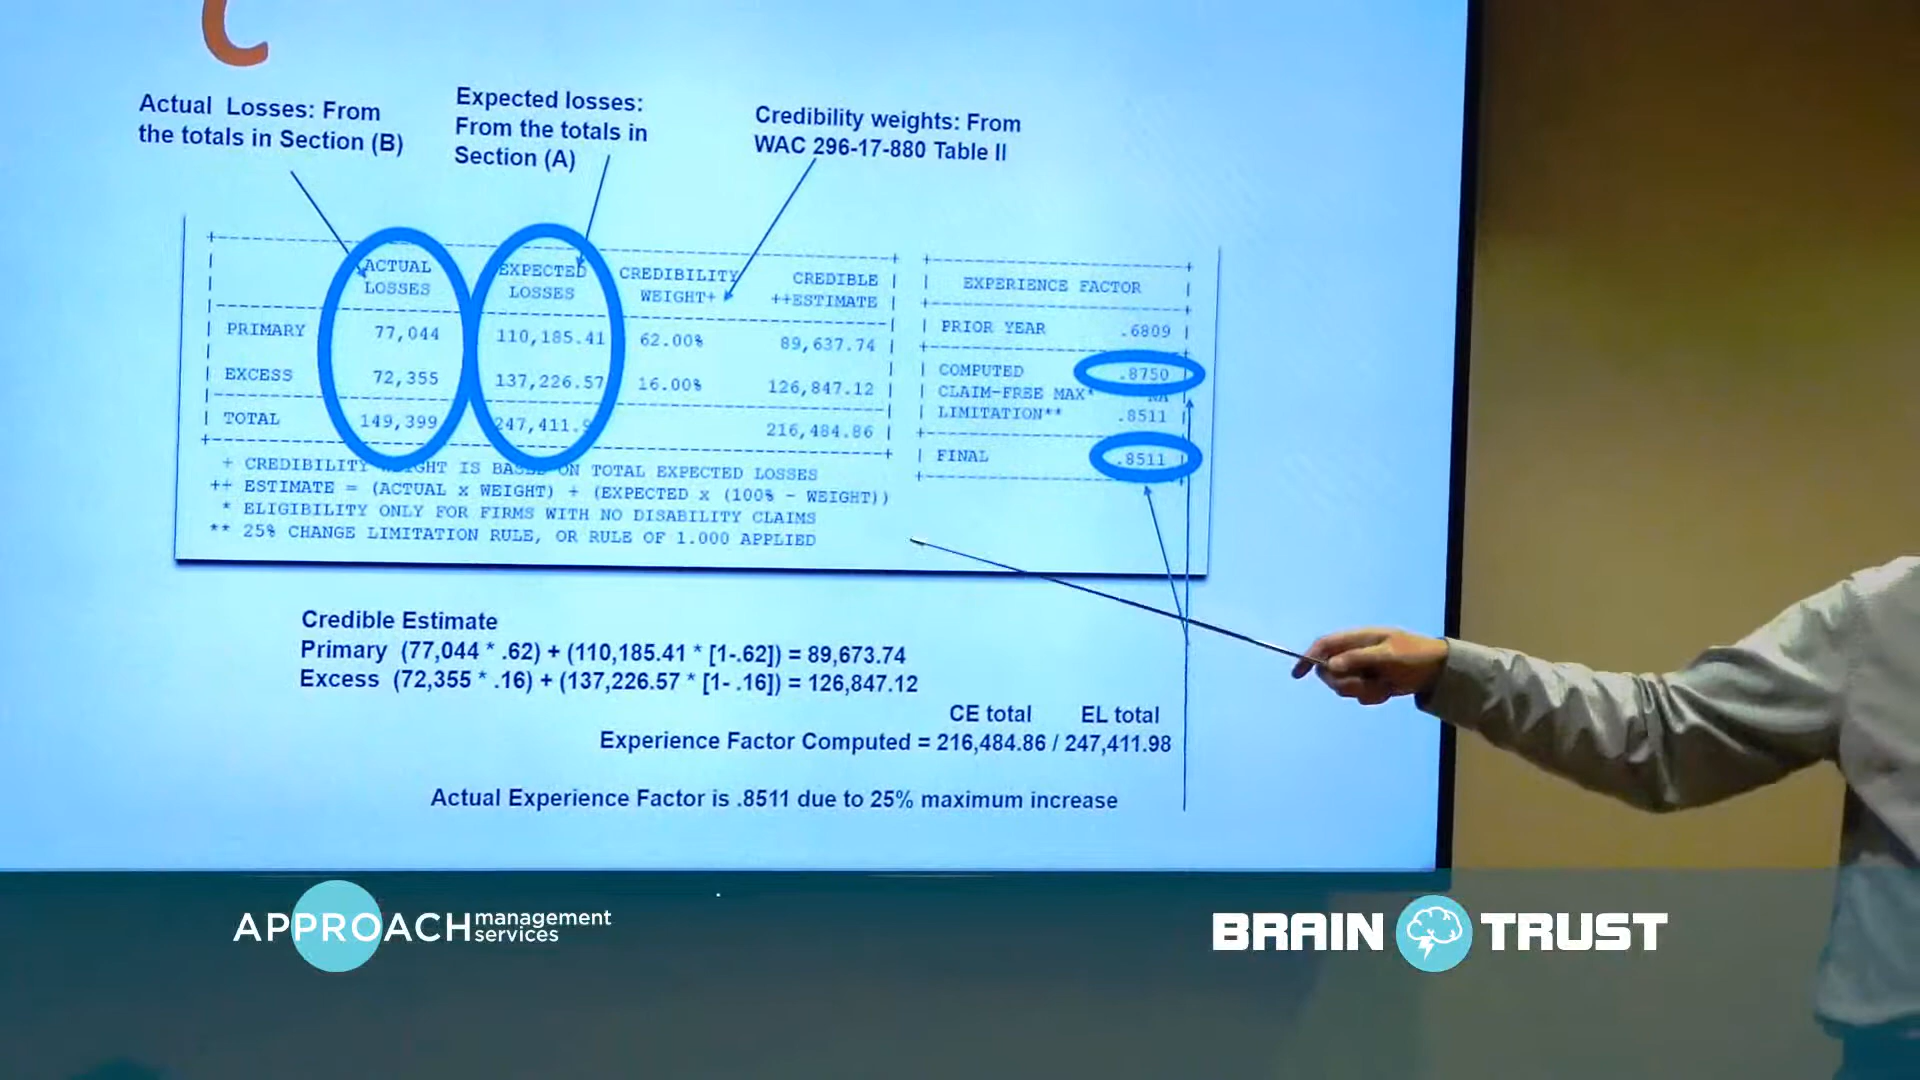 C
Actual Losses: From
the totals in Section (B)
Expected losses:
From the totals in
Section (A)
Credibility weights: From
WAC 296-17-880 Table II
ACTUAL EXPECTED CREDIBILITY CREDIBLE
LOSSES LOSSES WEIGHT+ ++ESTIMATE
PRIMARY 77,044 110,185.41 62.00% 89,637.74
EXCESS 72,355 137,226.57 16.00% 126,847.12
TOTAL 149,399 247,411.9 216,484.86
+ CREDIBILITY WEIGHT IS BASED ON TOTAL EXPECTED LOSSES
++ ESTIMATE = (ACTUAL x WEIGHT) + (EXPECTED x (100% - WEIGHT))
* ELIGIBILITY ONLY FOR FIRMS WITH NO DISABILITY CLAIMS
** 25% CHANGE LIMITATION RULE, OR RULE OF 1.000 APPLIED
EXPERIENCE FACTOR
PRIOR YEAR .6809
COMPUTED .8750
CLAIM-FREE MAX* NA
LIMITATION** .8511
FINAL .8511
Credible Estimate
Primary (77,044 * .62) + (110,185.41 * [1-.62]) = 89,673.74
Excess (72,355 * .16) + (137,226.57 * [1- .16]) = 126,847.12
CE total EL total
Experience Factor Computed = 216,484.86 / 247,411.98
Actual Experience Factor is .8511 due to 25% maximum increase
APPROACH management services
BRAIN TRUST